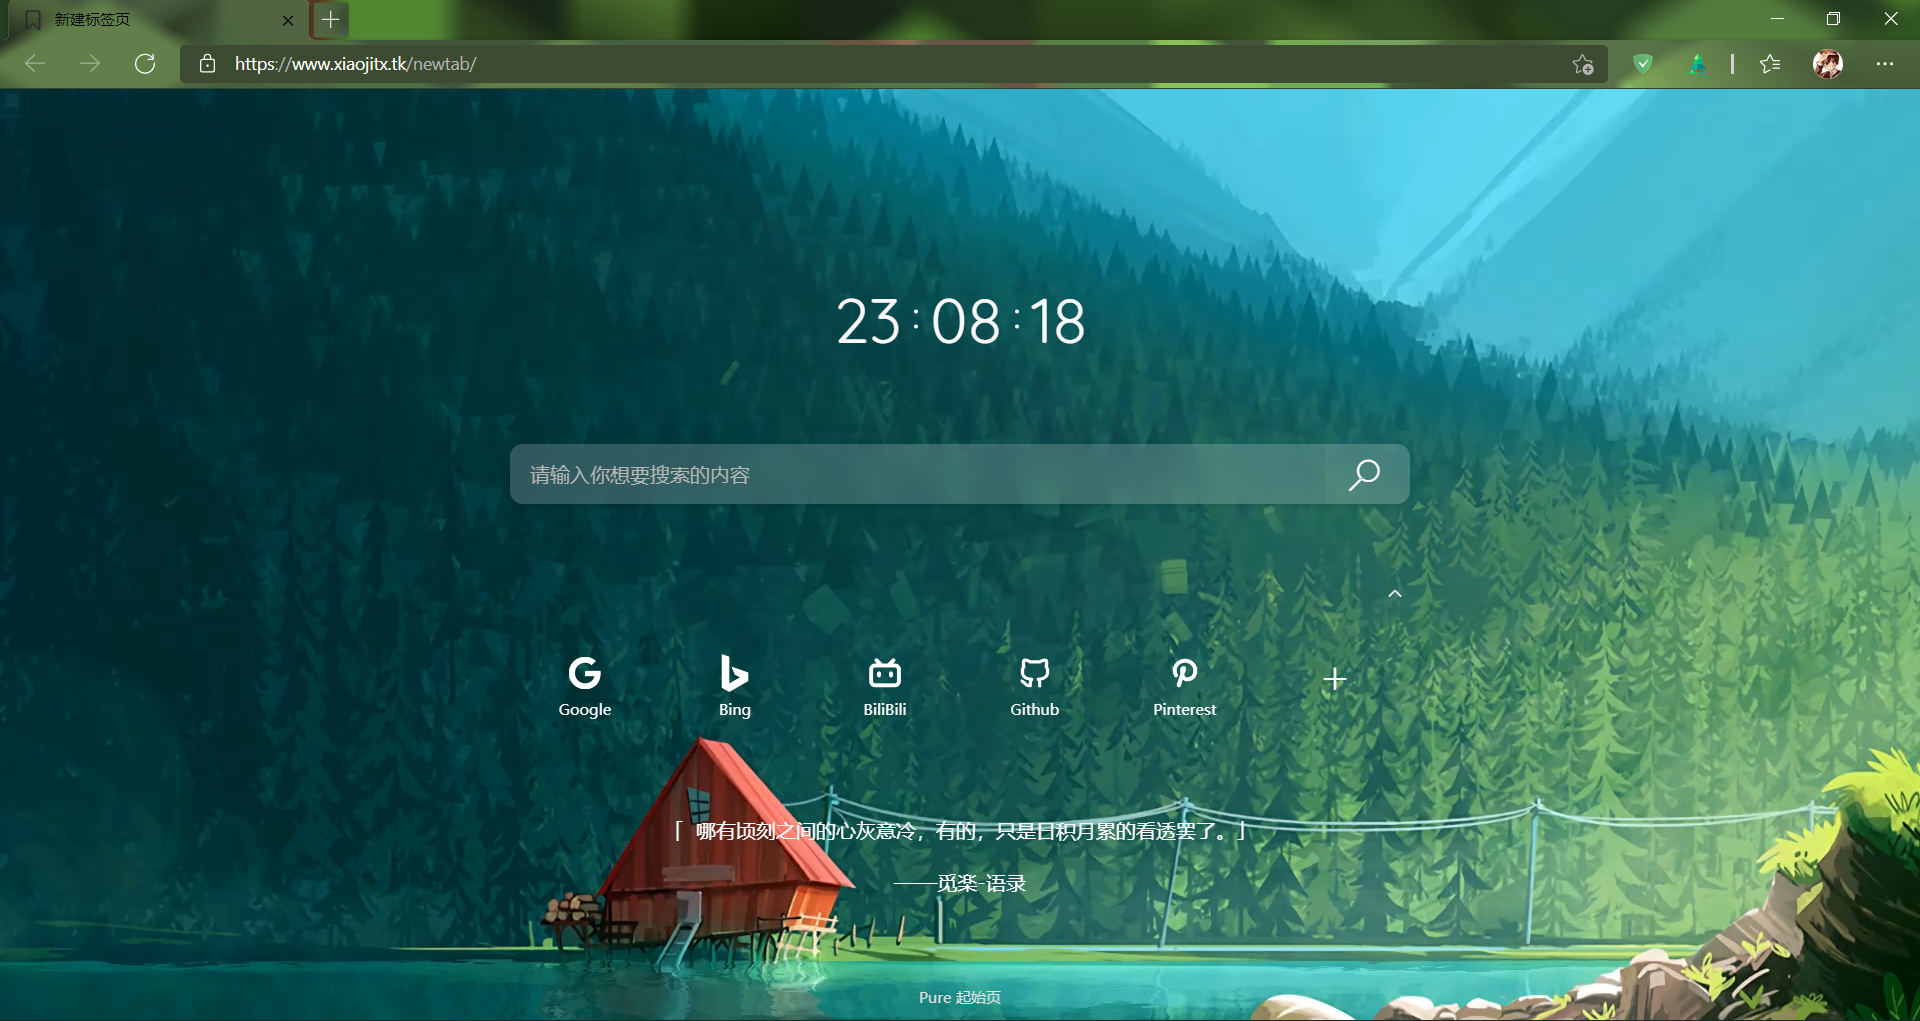 新建标签页
https://www.xiaojitx.tk/newtab/
23:08:18
请输入你想要搜索的内容
Google
Bing
BiliBili
Github
Pinterest
「 哪有顷刻之间的心灰意冷，有的，只是日积月累的看透罢了。」
——觅楽-语录
Pure 起始页